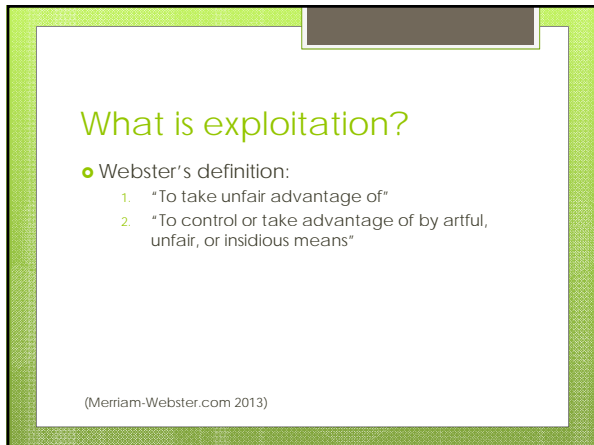 What is exploitation?
Webster's definition:
1. "To take unfair advantage of"
2. "To control or take advantage of by artful,
unfair, or insidious means"
(Merriam-Webster.com 2013)